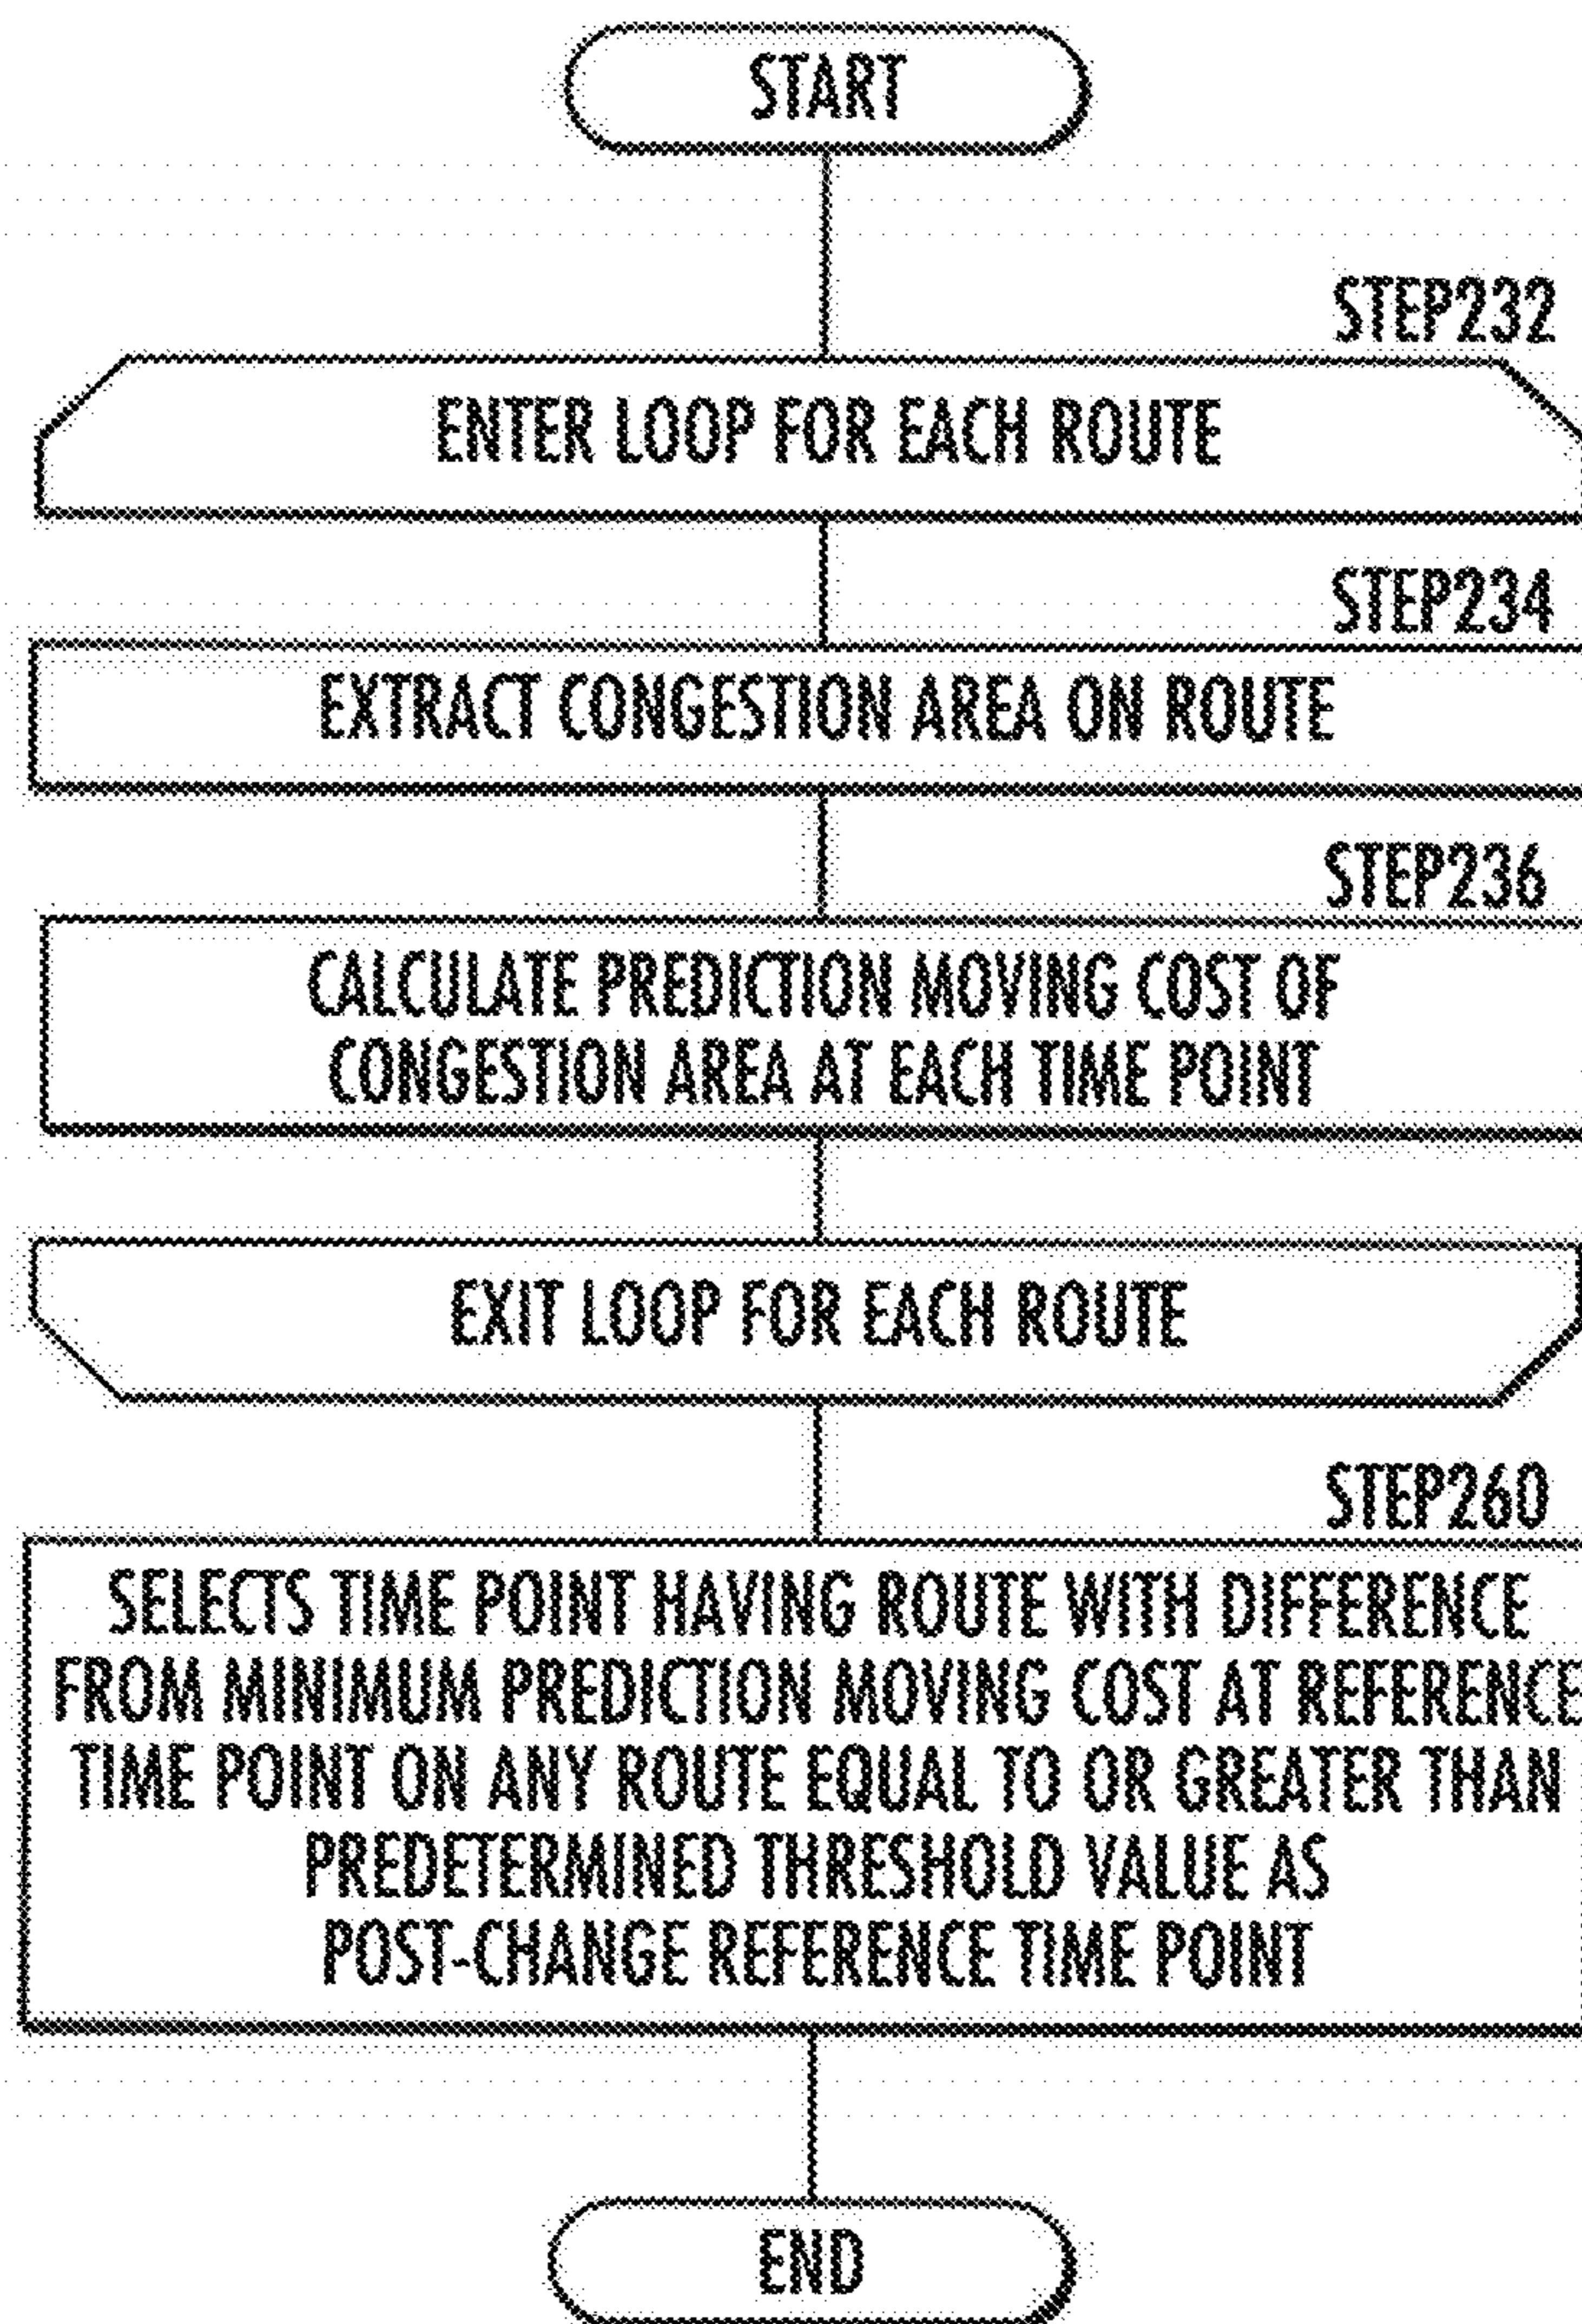 START
STEP232
ENTER LOOP FOR EACH ROUTE
STEP234
EXTRACT CONGESTION AREA ON ROUTE
STEP236
CALCULATE PREDICTION MOVING COST OF
CONGESTION AREA AT EACH TIME POINT
EXIT LOOP FOR EACH ROUTE
STEP260
SELECTS TIME POINT HAVING ROUTE WITH DIFFERENCE
FROM MINIMUM PREDICTION MOVING COST AT REFERENCE
TIME POINT ON ANY ROUTE EQUAL TO OR GREATER THAN
PREDETERMINED THRESHOLD VALUE AS
POST-CHANGE REFERENCE TIME POINT
END